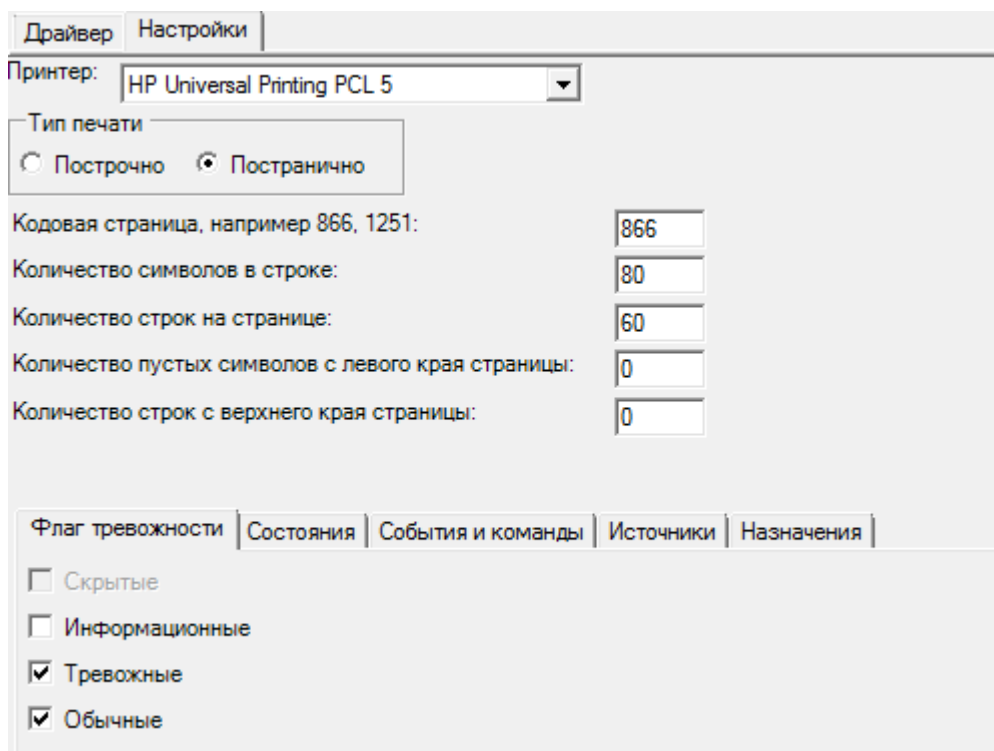 Драйвер Настройки
Принтер: HP Universal Printing PCL 5
Тип печати
Построчно Постранично
Кодовая страница, например 866, 1251: 866
Количество символов в строке: 80
Количество строк на странице: 60
Количество пустых символов с левого края страницы: 0
Количество строк с верхнего края страницы: 0
Флаг тревожности Состояния События и команды Источники Назначения
Скрытые
Информационные
Тревожные
Обычные